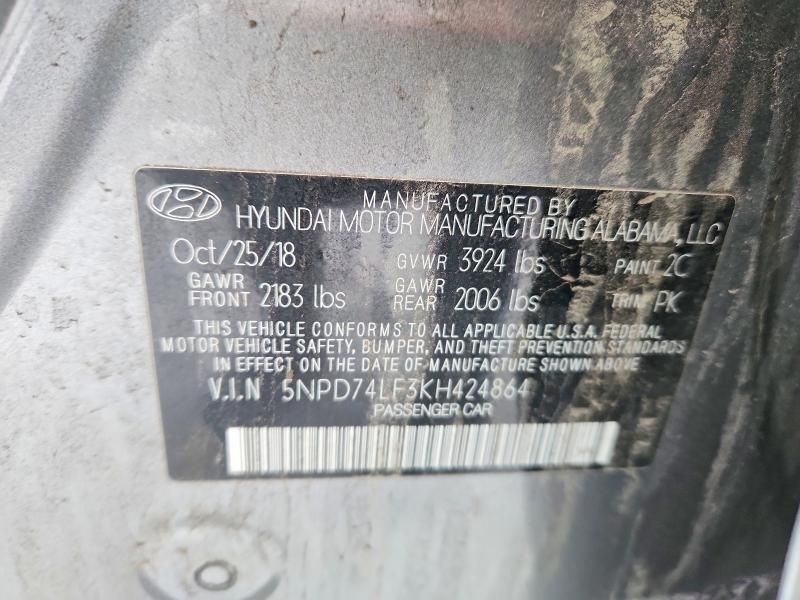 MANUFACTURED BY
HYUNDAI MOTOR MANUFACTURING ALABAMA, LLC
Oct/25/18 GVWR 3924 lbs PAINT 2C
GAWR FRONT 2183 lbs GAWR REAR 2006 lbs TRIM PK
THIS VEHICLE CONFORMS TO ALL APPLICABLE U.S.A. FEDERAL
MOTOR VEHICLE SAFETY, BUMPER, AND THEFT PREVENTION STANDARDS
IN EFFECT ON THE DATE OF MANUFACTURE SHOWN ABOVE
V.I.N 5NPD74LF3KH424864
PASSENGER CAR